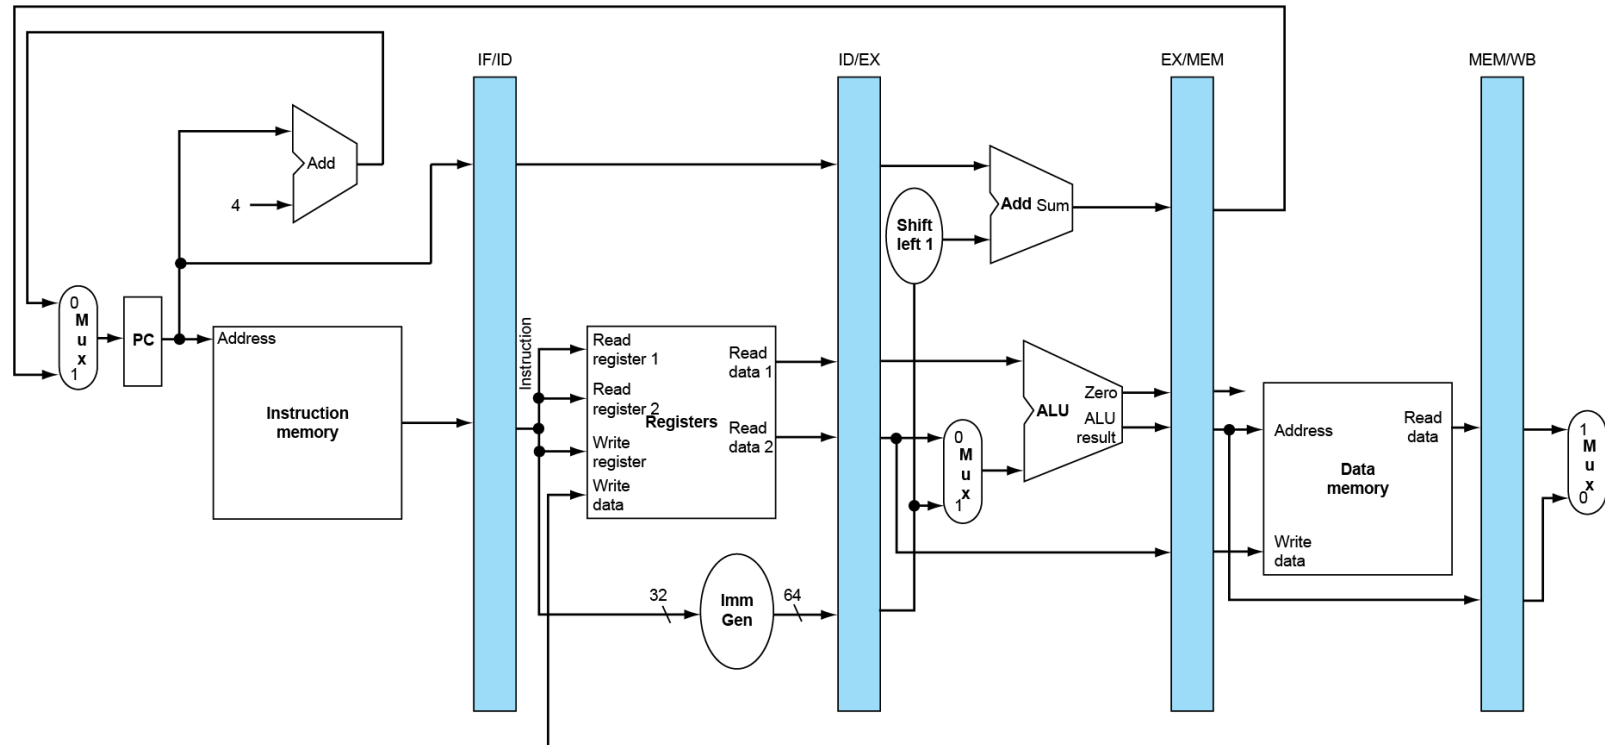 IF/ID
ID/EX
EX/MEM
MEM/WB
Add
4
Add Sum
Shift
left 1
0
M
u
x
1
PC
Address
Instruction
memory
Instruction
Read
register 1
Read
register 2
Write
register
Write
data
Registers
Read
data 1
Read
data 2
32
Imm
Gen
64
0
M
u
x
1
Zero
ALU
ALU
result
Address
Read
data
Data
memory
Write
data
1
M
u
x
0